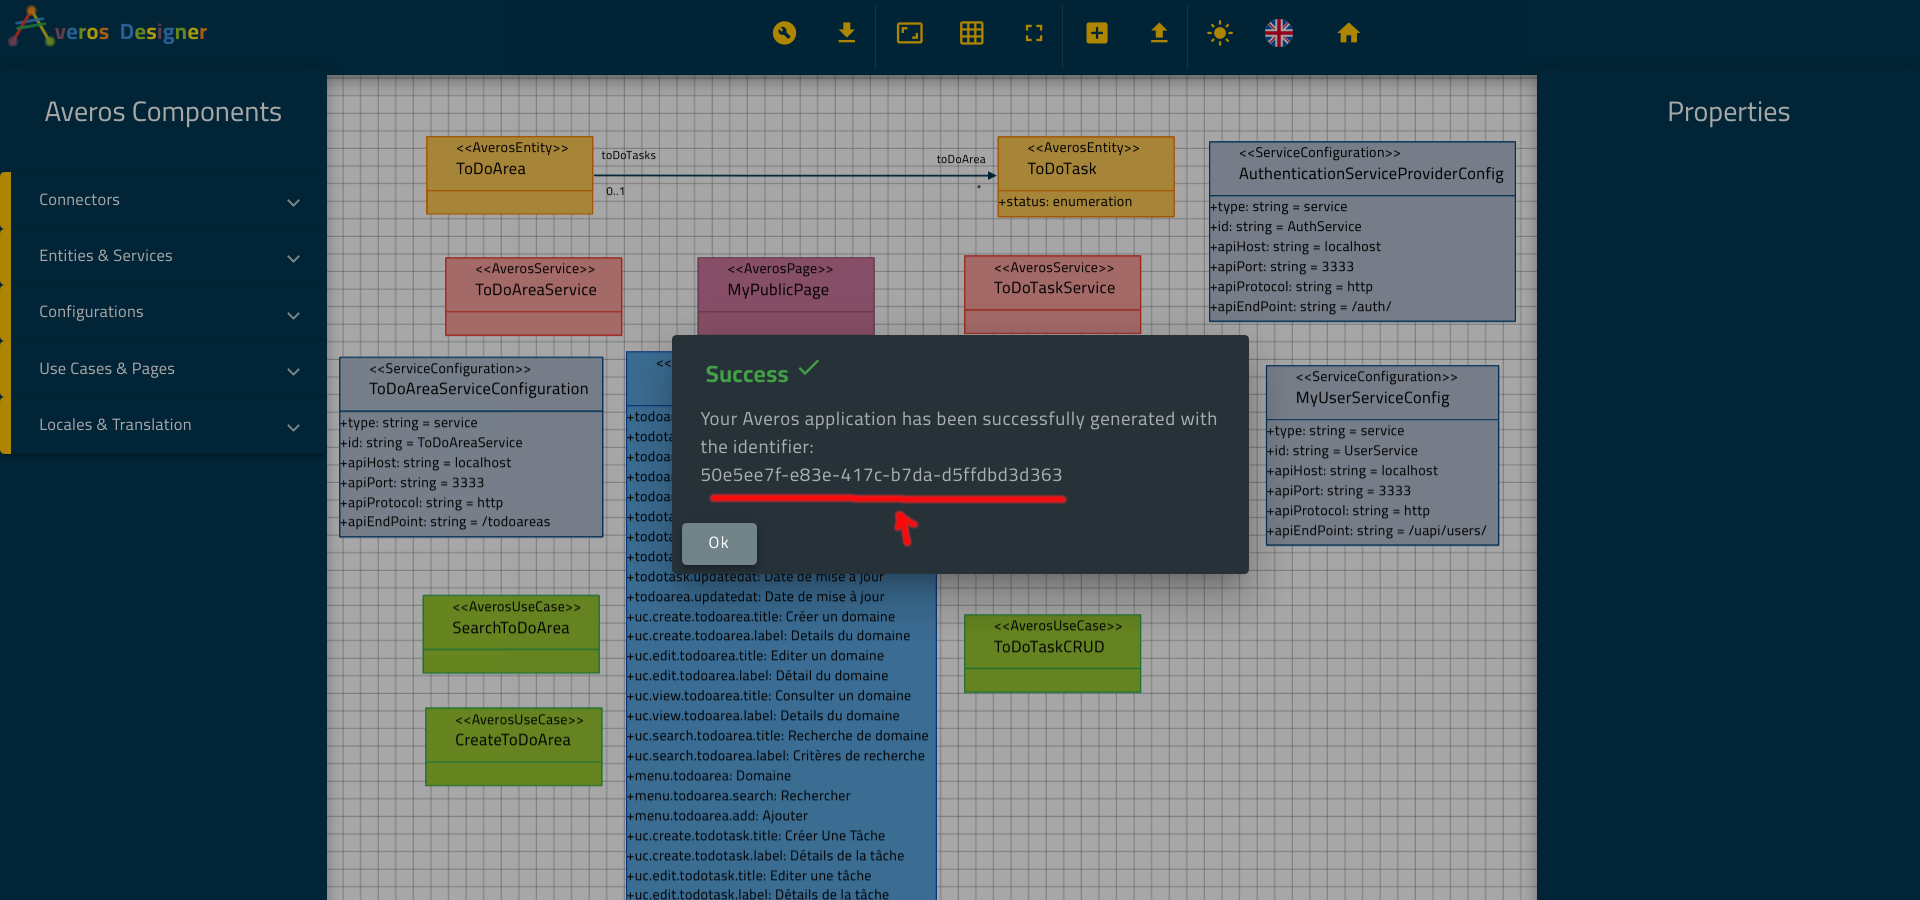 Averos Designer
Averos Components
Connectors
Entities & Services
Configurations
Use Cases & Pages
Locales & Translation
Properties
<<AverosEntity>>
ToDoArea
toDoTasks
0..1
toDoArea
*
<<AverosEntity>>
ToDoTask
+status: enumeration
<<ServiceConfiguration>>
AuthenticationServiceProviderConfig
+type: string = service
+id: string = AuthService
+apiHost: string = localhost
+apiPort: string = 3333
+apiProtocol: string = http
+apiEndPoint: string = /auth/
<<AverosService>>
ToDoAreaService
<<AverosPage>>
MyPublicPage
<<AverosService>>
ToDoTaskService
<<ServiceConfiguration>>
ToDoAreaServiceConfiguration
+type: string = service
+id: string = ToDoAreaService
+apiHost: string = localhost
+apiPort: string = 3333
+apiProtocol: string = http
+apiEndPoint: string = /todoareas
Success
Your Averos application has been successfully generated with
the identifier:
50e5ee7f-e83e-417c-b7da-d5ffdbd3d363
Ok
<<ServiceConfiguration>>
MyUserServiceConfig
+type: string = service
+id: string = UserService
+apiHost: string = localhost
+apiPort: string = 3333
+apiProtocol: string = http
+apiEndPoint: string = /uapi/users/
<<
+todotask.updatedat: Date de mise à jour
+todoarea.updatedat: Date de mise à jour
+uc.create.todoarea.title: Créer un domaine
+uc.create.todoarea.label: Details du domaine
+uc.edit.todoarea.title: Editer un domaine
+uc.edit.todoarea.label: Détail du domaine
+uc.view.todoarea.title: Consulter un domaine
+uc.view.todoarea.label: Details du domaine
+uc.search.todoarea.title: Recherche de domaine
+uc.search.todoarea.label: Critères de recherche
+menu.todoarea: Domaine
+menu.todoarea.search: Rechercher
+menu.todoarea.add: Ajouter
+uc.create.todotask.title: Créer Une Tâche
+uc.create.todotask.label: Détails de la tâche
+uc.edit.todotask.title: Editer une tâche
+uc.edit.todotask.label: Détails de la tâche
<<AverosUseCase>>
SearchToDoArea
<<AverosUseCase>>
CreateToDoArea
<<AverosUseCase>>
ToDoTaskCRUD